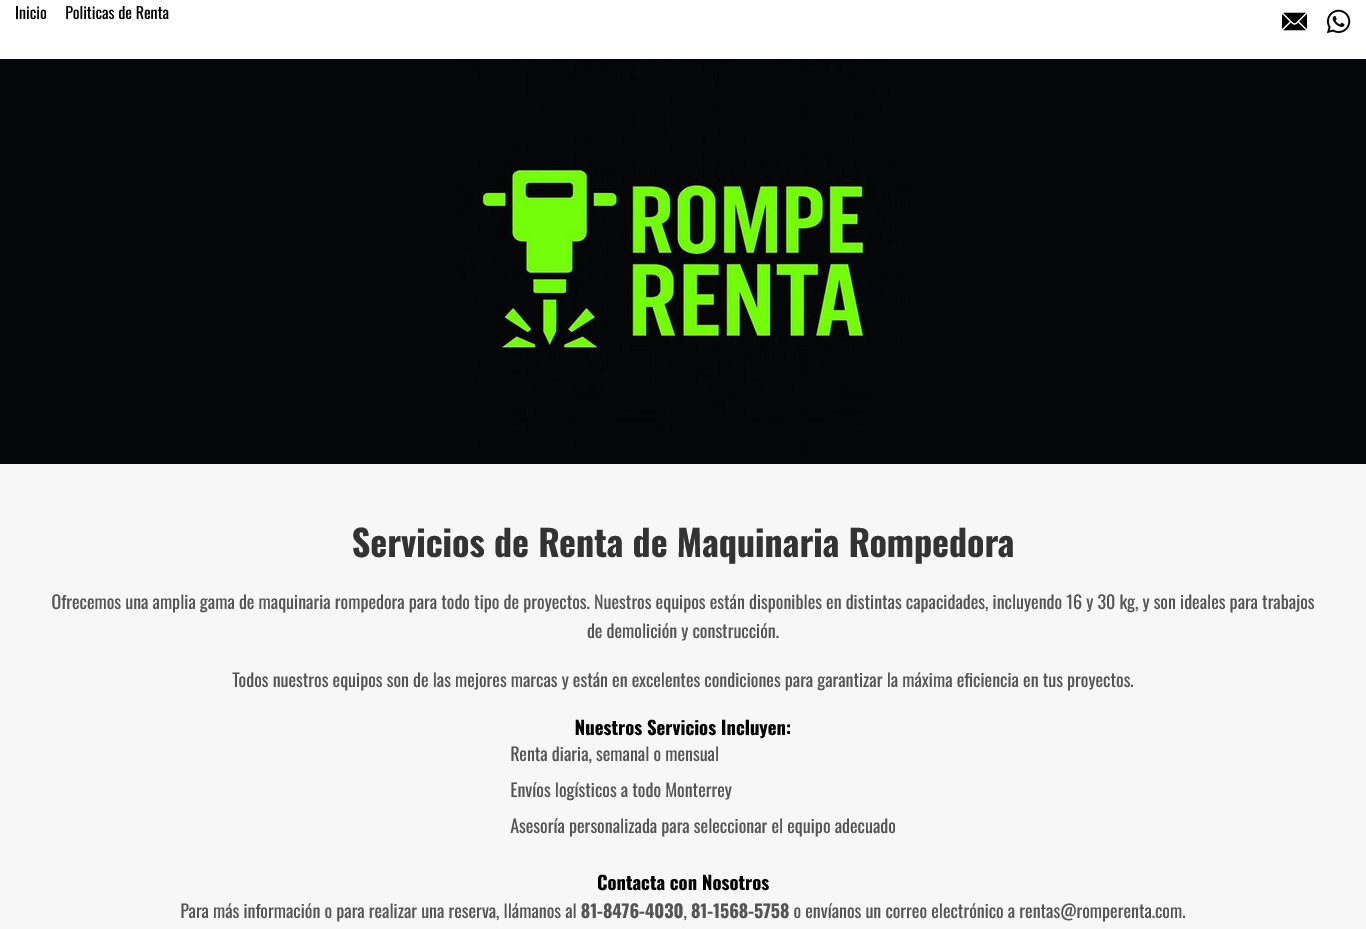 Inicio Politicas de Renta
ROMPE
RENTA
Servicios de Renta de Maquinaria Rompedora
Ofrecemos una amplia gama de maquinaria rompedora para todo tipo de proyectos. Nuestros equipos están disponibles en distintas capacidades, incluyendo 16 y 30 kg, y son ideales para trabajos
de demolición y construcción.
Todos nuestros equipos son de las mejores marcas y están en excelentes condiciones para garantizar la máxima eficiencia en tus proyectos.
Nuestros Servicios Incluyen:
Renta diaria, semanal o mensual
Envíos logísticos a todo Monterrey
Asesoría personalizada para seleccionar el equipo adecuado
Contacta con Nosotros
Para más información o para realizar una reserva, llámanos al 81-8476-4030, 81-1568-5758 o envíanos un correo electrónico a rentas@romperenta.com.